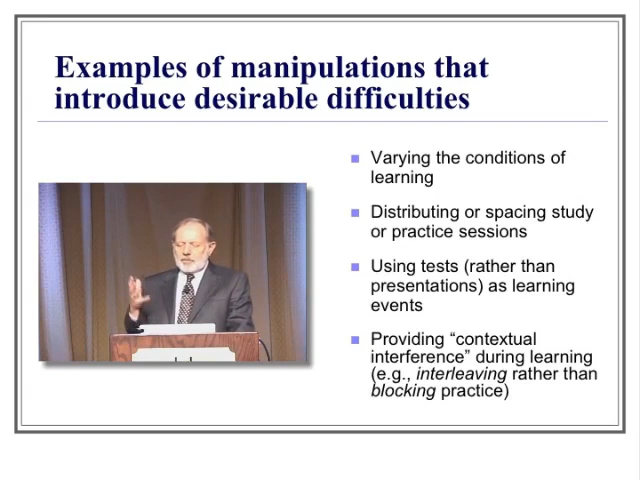 Examples of manipulations that
introduce desirable difficulties
Varying the conditions of
learning
Distributing or spacing study
or practice sessions
Using tests (rather than
presentations) as learning
events
Providing “contextual
interference” during learning
(e.g., interleaving rather than
blocking practice)